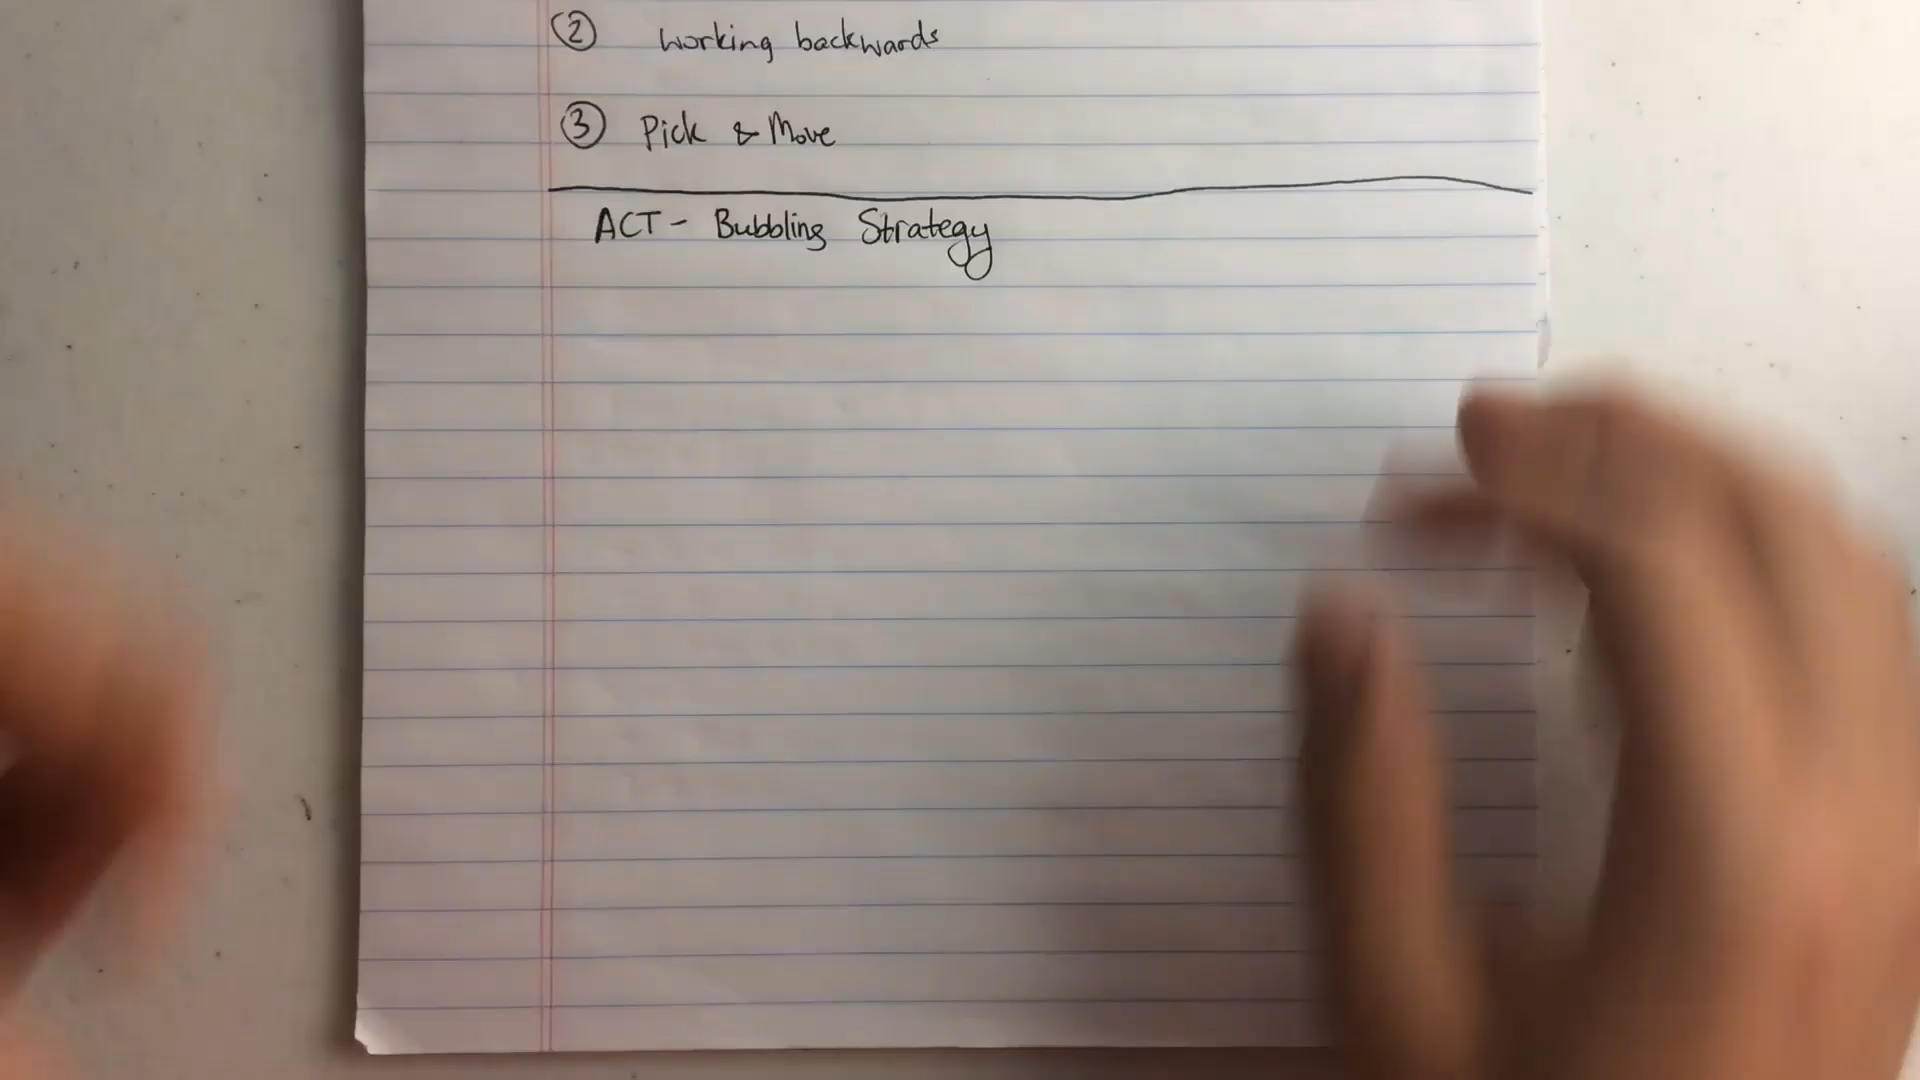 ② working backwards
③ Pick & Move
ACT - Bubbling Strategy